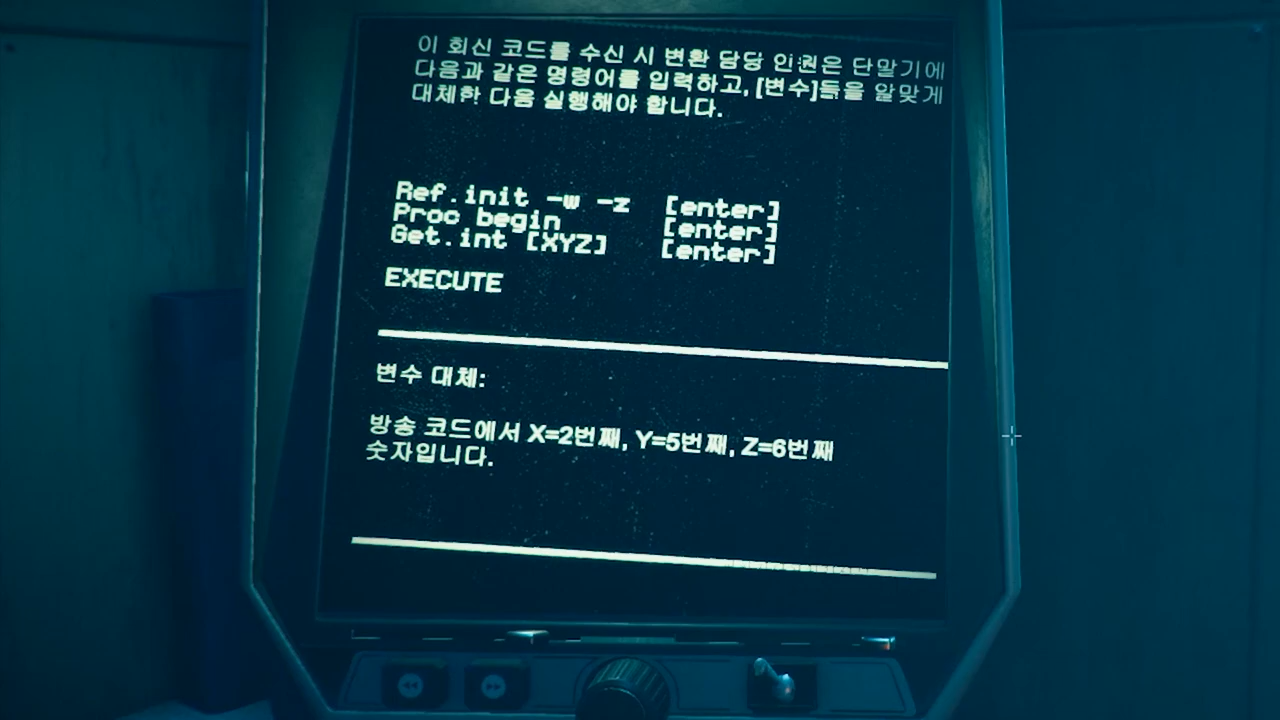 이 회신 코드를 수신 시 변환 담당 인원은 단말기에
다음과 같은 명령어를 입력하고, [변수]들을 알맞게
대체한 다음 실행해야 합니다.
Ref.init -w -z [enter]
Proc begin [enter]
Get.int [XYZ] [enter]
EXECUTE
변수 대체:
방송 코드에서 X=2번째, Y=5번째, Z=6번째
숫자입니다.